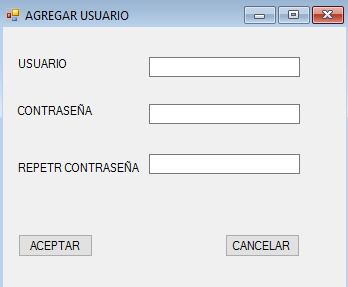 AGREGAR USUARIO
USUARIO
CONTRASEÑA
REPETR CONTRASEÑA
ACEPTAR
CANCELAR